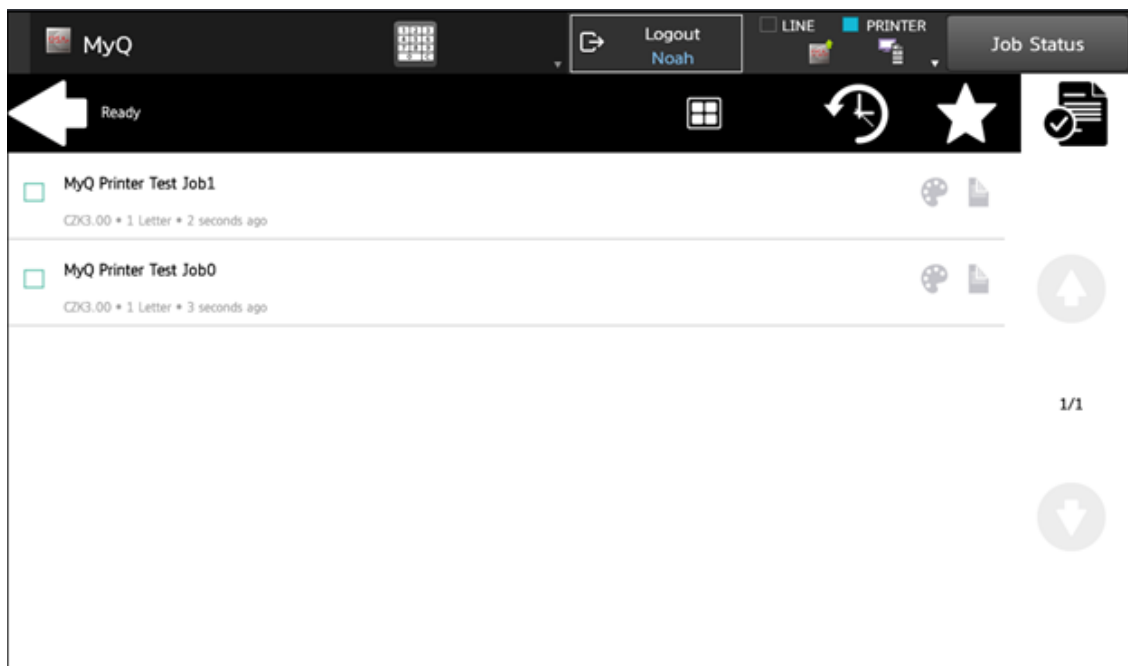 MyQ
Logout
Noah
LINE
PRINTER
Job Status
Ready
MyQ Printer Test Job1
CZK3.00 • 1 Letter • 2 seconds ago
MyQ Printer Test Job0
CZK3.00 • 1 Letter • 3 seconds ago
1/1